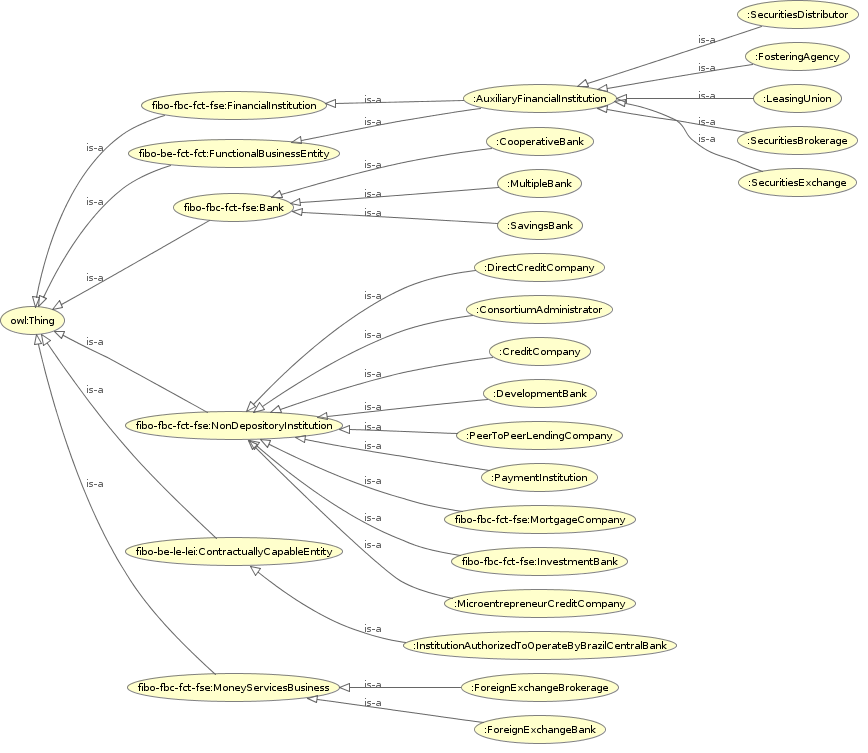 :SecuritiesDistributor
is-a
:FosteringAgency
is-a
fibo-fbc-fct-fse:FinancialInstitution
is-a
:AuxiliaryFinancialInstitution
is-a
:LeasingUnion
is-a
is-a
:SecuritiesBrokerage
is-a
is-a
:CooperativeBank
fibo-be-fct-fct:FunctionalBusinessEntity
is-a
:SecuritiesExchange
:MultipleBank
is-a
is-a
fibo-fbc-fct-fse:Bank
is-a
:SavingsBank
is-a
:DirectCreditCompany
is-a
:ConsortiumAdministrator
owl:Thing
is-a
is-a
:CreditCompany
is-a
is-a
:DevelopmentBank
is-a
fibo-fbc-fct-fse:NonDepositoryInstitution
is-a
:PeerToPeerLendingCompany
is-a
:PaymentInstitution
is-a
is-a
fibo-fbc-fct-fse:MortgageCompany
is-a
fibo-be-le-lei:ContractuallyCapableEntity
is-a
fibo-fbc-fct-fse:InvestmentBank
:MicroentrepreneurCreditCompany
is-a
:InstitutionAuthorizedToOperateByBrazilCentralBank
fibo-fbc-fct-fse:MoneyServicesBusiness
is-a
:ForeignExchangeBrokerage
is-a
:ForeignExchangeBank